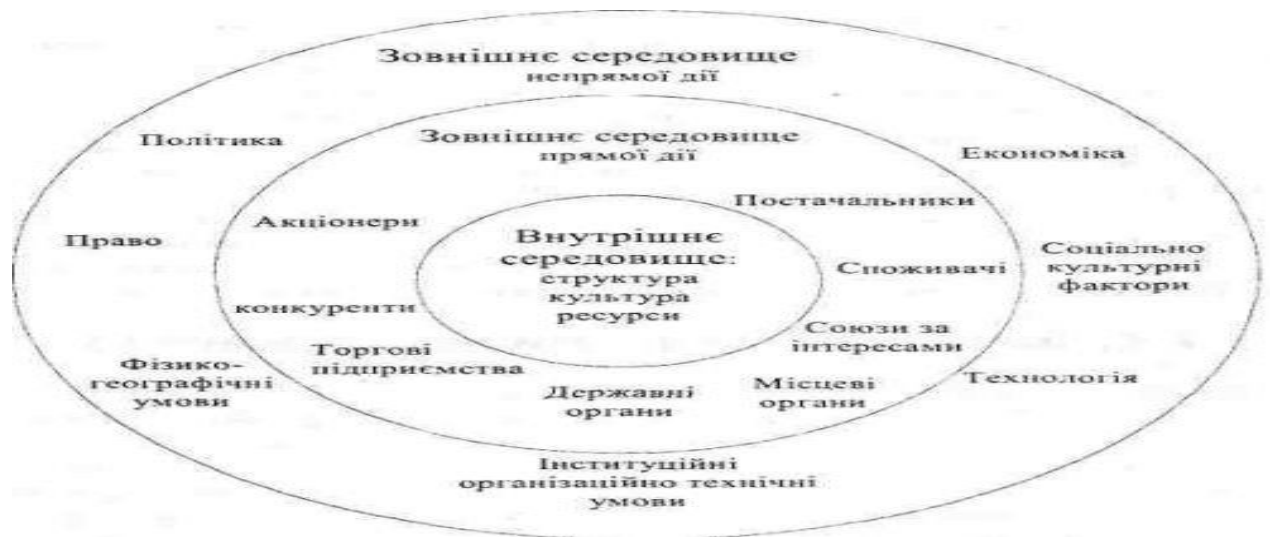 Зовнішнє середовище
непрямої дії
Політика
Зовнішнє середовище
прямої дії
Економіка
Акціонери
Постачальники
Право
Внутрішнє
середовище:
структура
культура
ресурси
Споживачі
Соціально
культурні
фактори
конкуренти
Торгові
підприємства
Союзи за
інтересами
Фізико-
географічні
умови
Державні
органи
Місцеві
органи
Технологія
Інституційні
організаційно технічні
умови